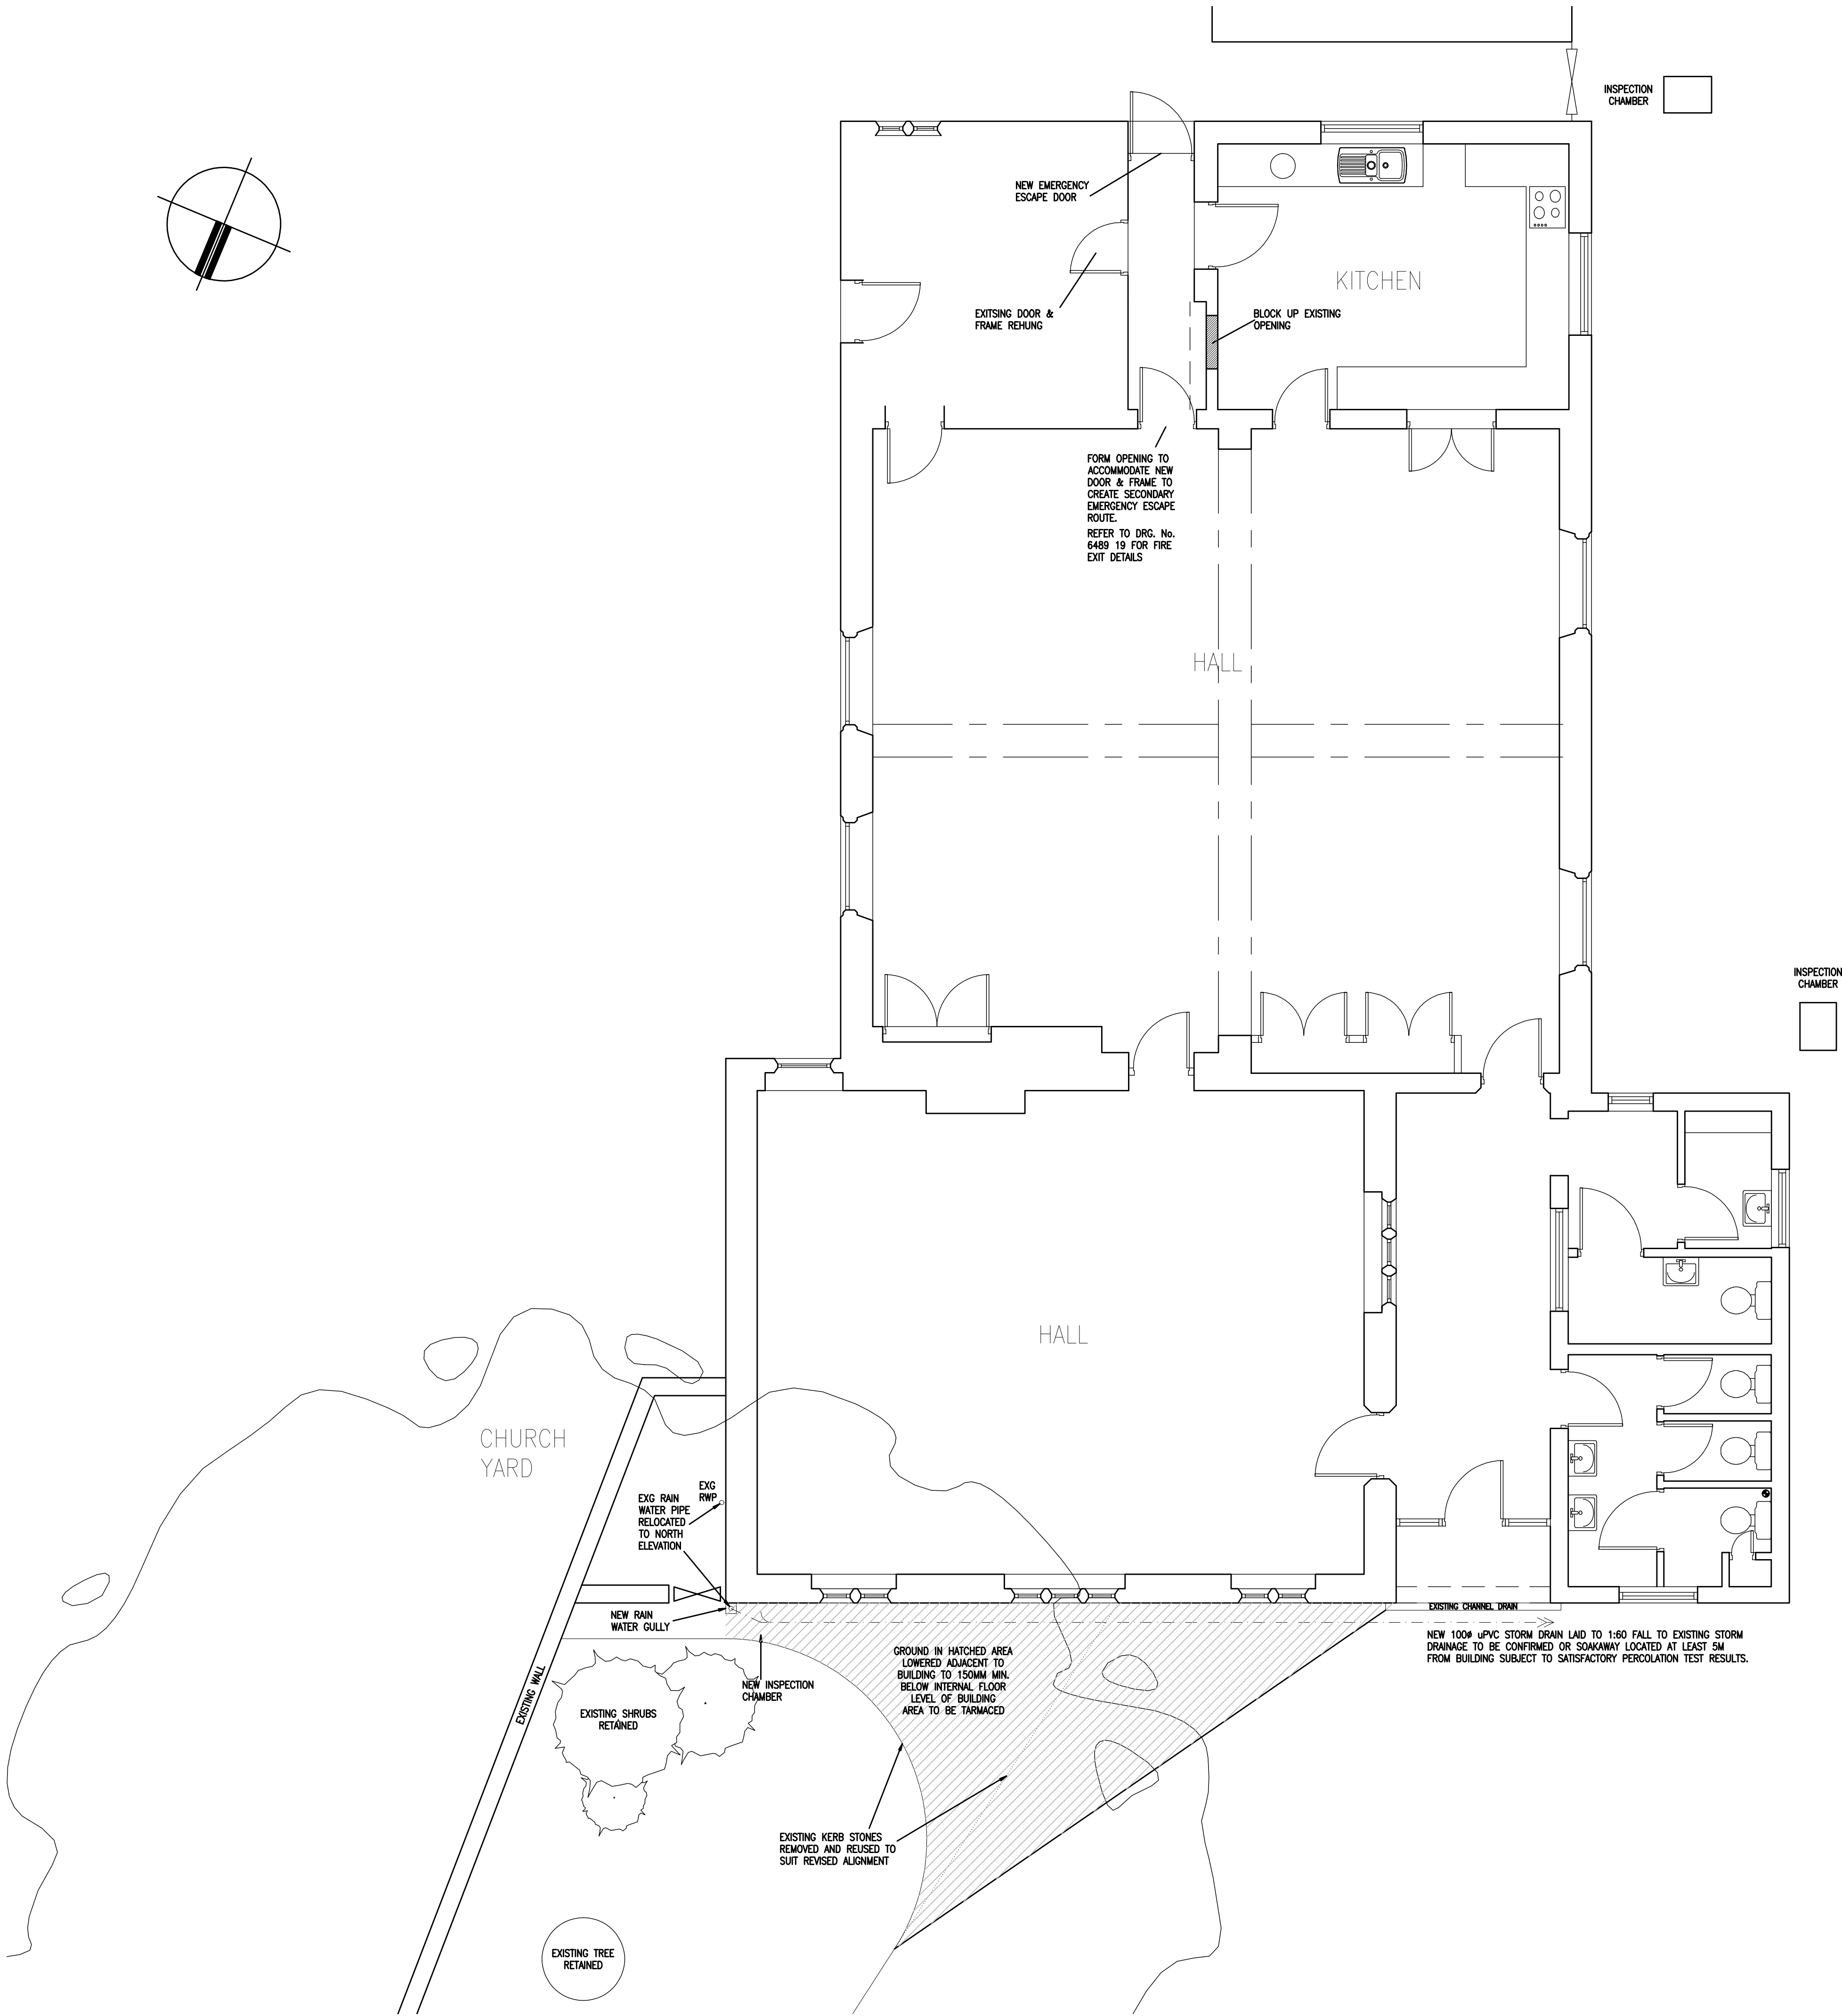 INSPECTION
CHAMBER
NEW EMERGENCY
ESCAPE DOOR
KITCHEN
EXITSING DOOR &
FRAME REHUNG
BLOCK UP EXISTING
OPENING
FORM OPENING TO
ACCOMMODATE NEW
DOOR & FRAME TO
CREATE SECONDARY
EMERGENCY ESCAPE
ROUTE.
REFER TO DRG. No.
6489 19 FOR FIRE
EXIT DETAILS
HALL
INSPECTION
CHAMBER
HALL
CHURCH
YARD
EXG
RWP
EXG RAIN
WATER PIPE
RELOCATED
TO NORTH
ELEVATION
NEW RAIN
WATER GULLY
EXISTING CHANNEL DRAIN
NEW 100ø uPVC STORM DRAIN LAID TO 1:60 FALL TO EXISTING STORM
DRAINAGE TO BE CONFIRMED OR SOAKAWAY LOCATED AT LEAST 5M
FROM BUILDING SUBJECT TO SATISFACTORY PERCOLATION TEST RESULTS.
GROUND IN HATCHED AREA
LOWERED ADJACENT TO
BUILDING TO 150MM MIN.
BELOW INTERNAL FLOOR
LEVEL OF BUILDING
AREA TO BE TARMACED
NEW INSPECTION
CHAMBER
EXISTING WALL
EXISTING SHRUBS
RETAINED
EXISTING KERB STONES
REMOVED AND REUSED TO
SUIT REVISED ALIGNMENT
EXISTING TREE
RETAINED